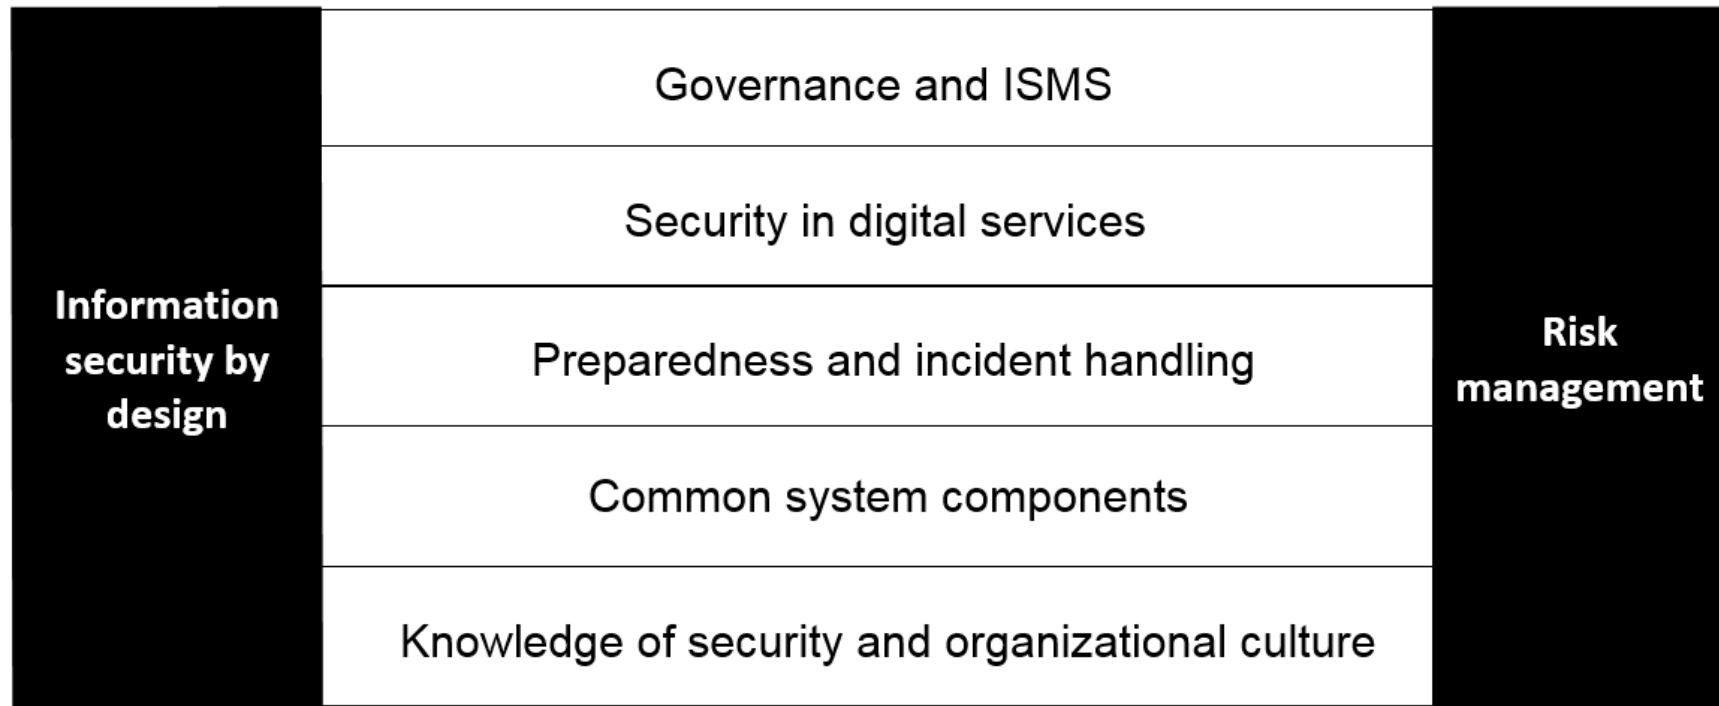 Information
security by
design
Governance and ISMS
Security in digital services
Preparedness and incident handling
Common system components
Knowledge of security and organizational culture
Risk
management